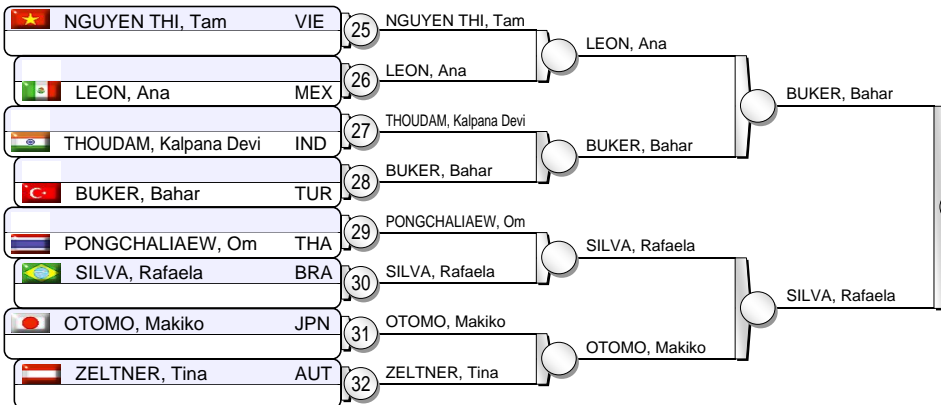 NGUYEN THI, Tam VIE 25 NGUYEN THI, Tam
LEON, Ana
LEON, Ana MEX 26 LEON, Ana
BUKER, Bahar
THOUDAM, Kalpana Devi IND 27 THOUDAM, Kalpana Devi
BUKER, Bahar
BUKER, Bahar TUR 28 BUKER, Bahar
PONGCHALIAEW, Om THA 29 PONGCHALIAEW, Om
SILVA, Rafaela
SILVA, Rafaela BRA 30 SILVA, Rafaela
SILVA, Rafaela
OTOMO, Makiko JPN 31 OTOMO, Makiko
OTOMO, Makiko
ZELTNER, Tina AUT 32 ZELTNER, Tina